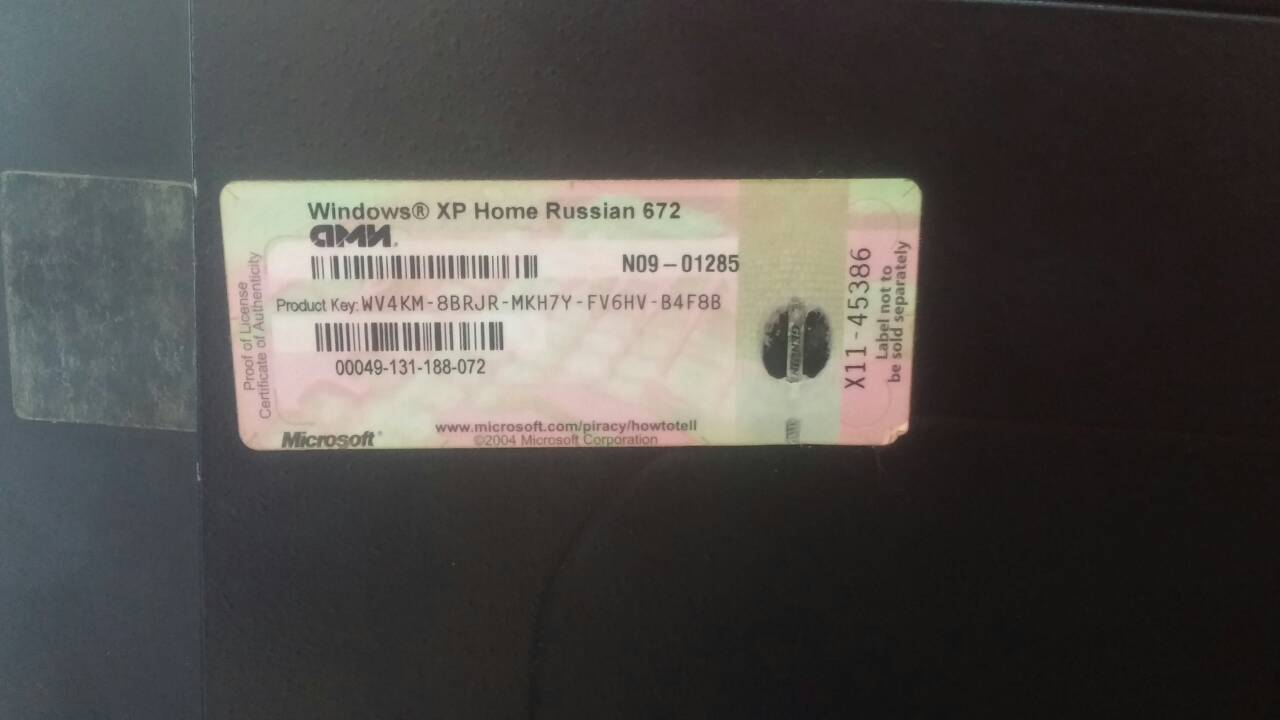 Windows® XP Home Russian 672
N09-01285
Product Key: WV4KM-8BRJR-MKH7Y-FV6HV-B4F8B
00049-131-188-072
www.microsoft.com/piracy/howtotell
©2004 Microsoft Corporation
Microsoft®
Proof of License
Certificate of Authenticity
GENUINE
X11-45386
Label not to
be sold separately